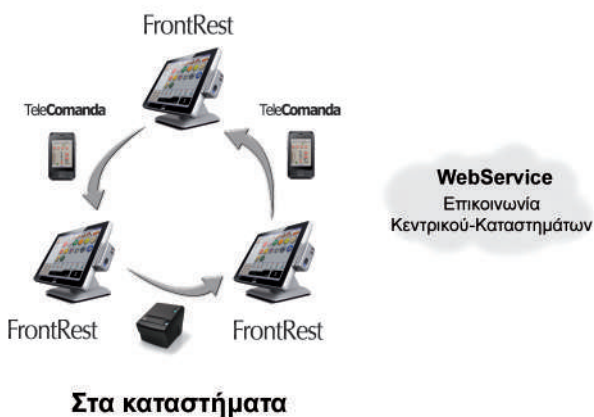 FrontRest
TeleComanda
TeleComanda
FrontRest
FrontRest
Στα καταστήματα
WebService
Επικοινωνία
Κεντρικού-Καταστημάτων